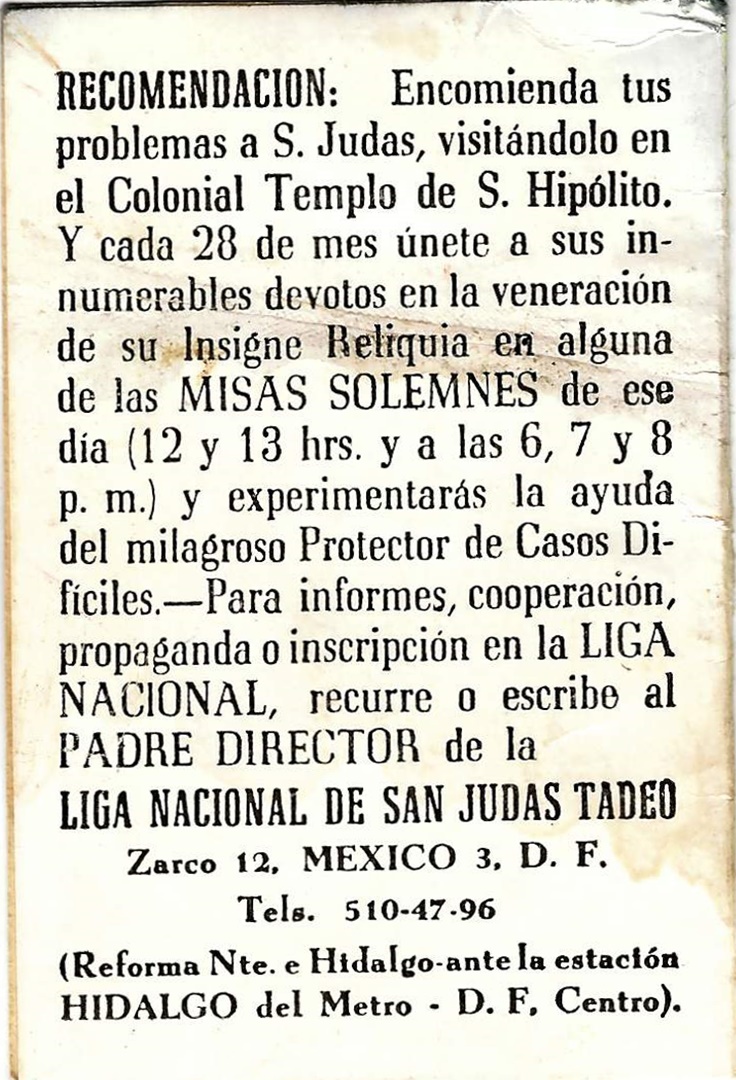 RECOMENDACION: Encomienda tus
problemas a S. Judas, visitándolo en
el Colonial Templo de S. Hipólito.
Y cada 28 de mes únete a sus in-
numerables devotos en la veneración
de su Insigne Reliquia en alguna
de las MISAS SOLEMNES de ese
día (12 y 13 hrs. y a las 6, 7 y 8
p. m.) y experimentarás la ayuda
del milagroso Protector de Casos Di-
fíciles.—Para informes, cooperación,
propaganda o inscripción en la LIGA
NACIONAL, recurre o escribe al
PADRE DIRECTOR de la
LIGA NACIONAL DE SAN JUDAS TADEO
Zarco 12, MEXICO 3, D. F.
Tels. 510-47-96
(Reforma Nte. e Hidalgo-ante la estación
HIDALGO del Metro - D. F, Centro).